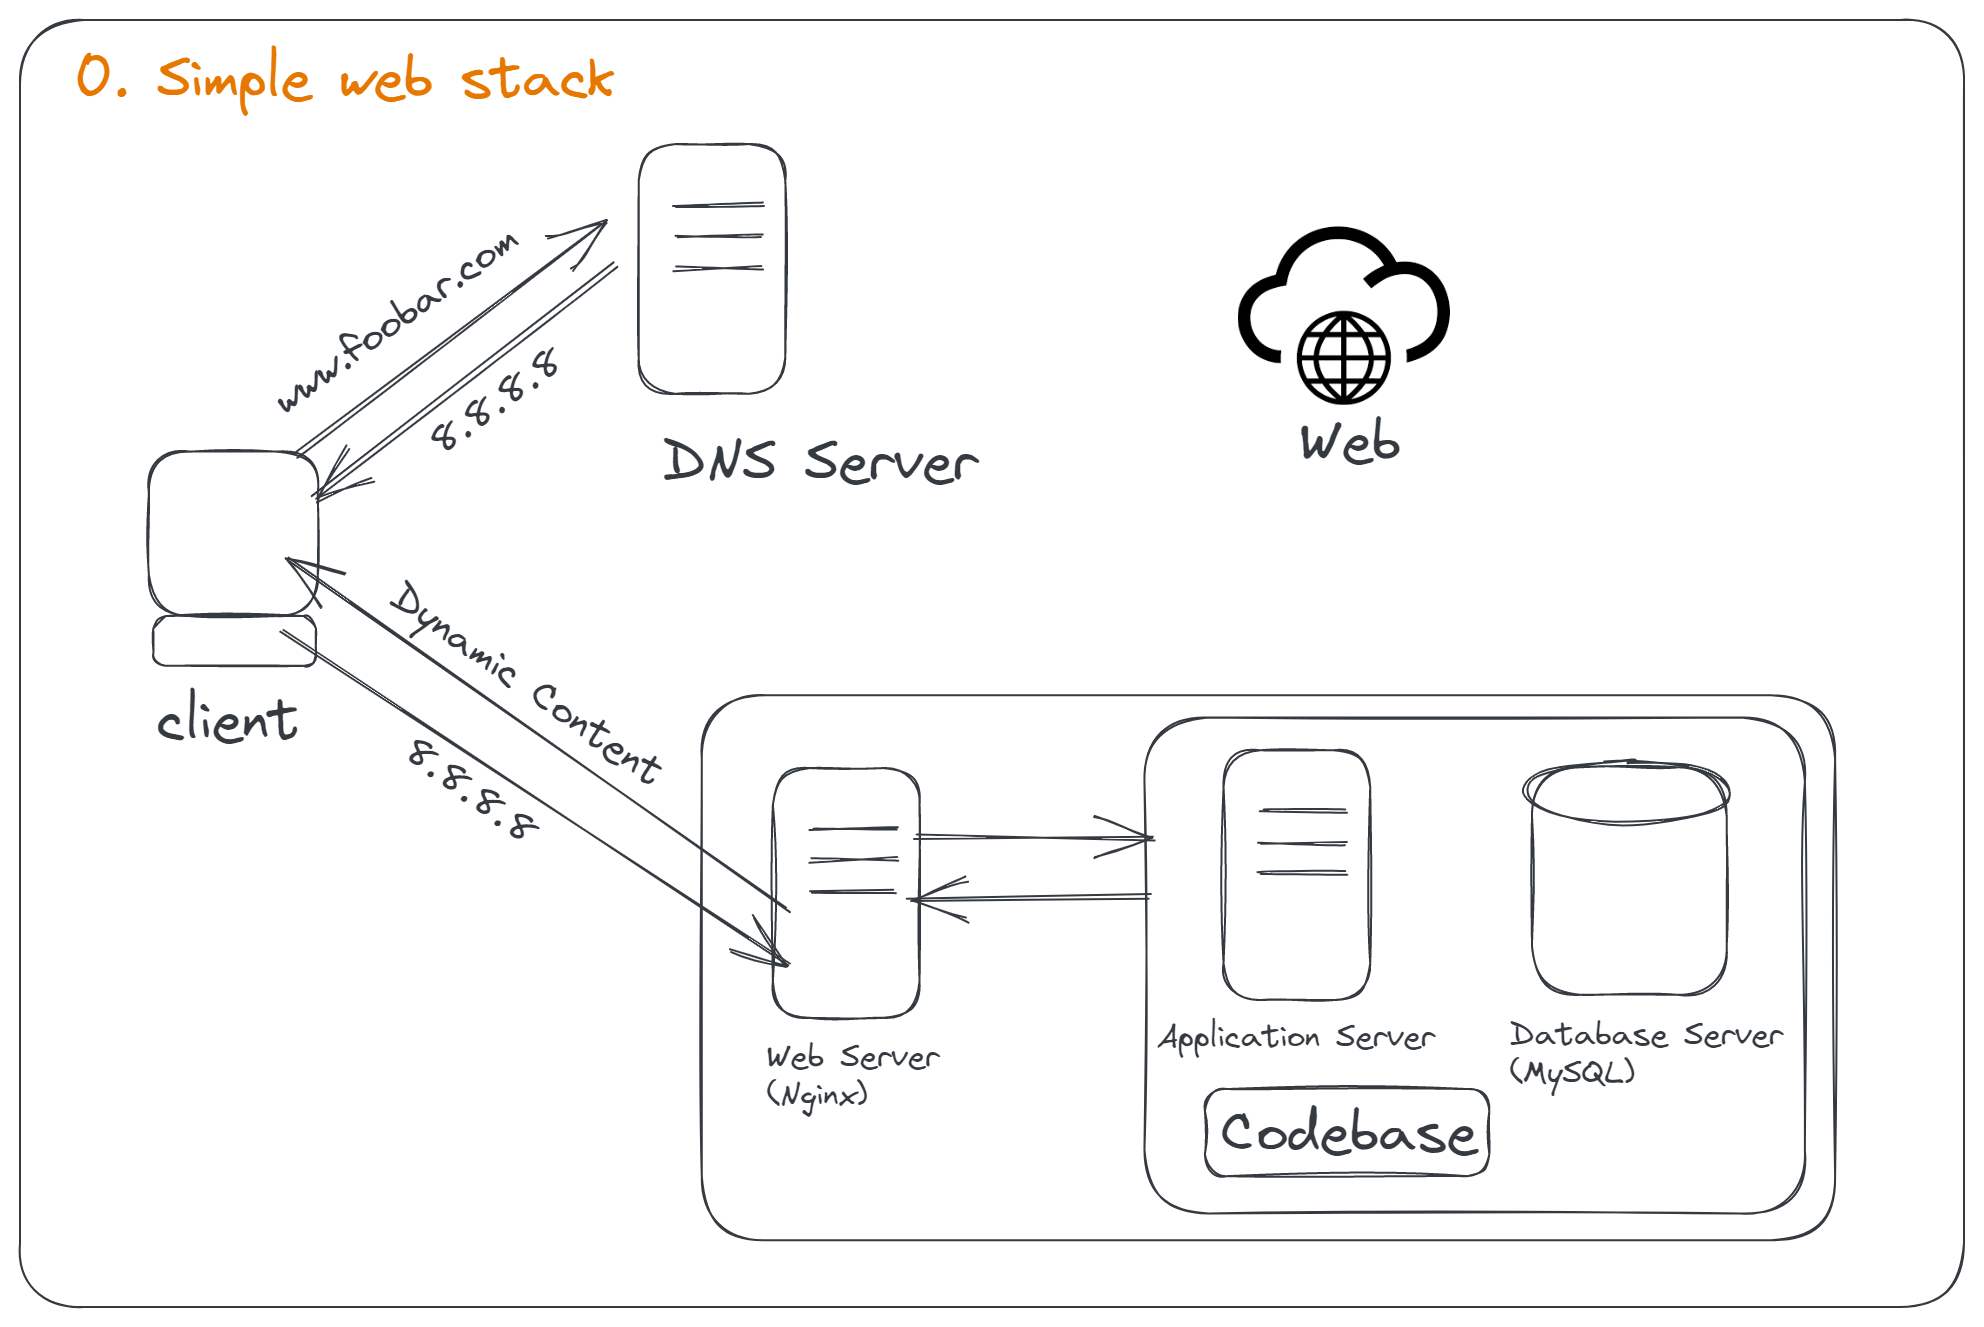 0. Simple web stack
www.foobar.com
8.8.8.8
DNS Server
Web
client
Dynamic Content
8.8.8.8
Web Server
(Nginx)
Application Server
Database Server
(MySQL)
Codebase